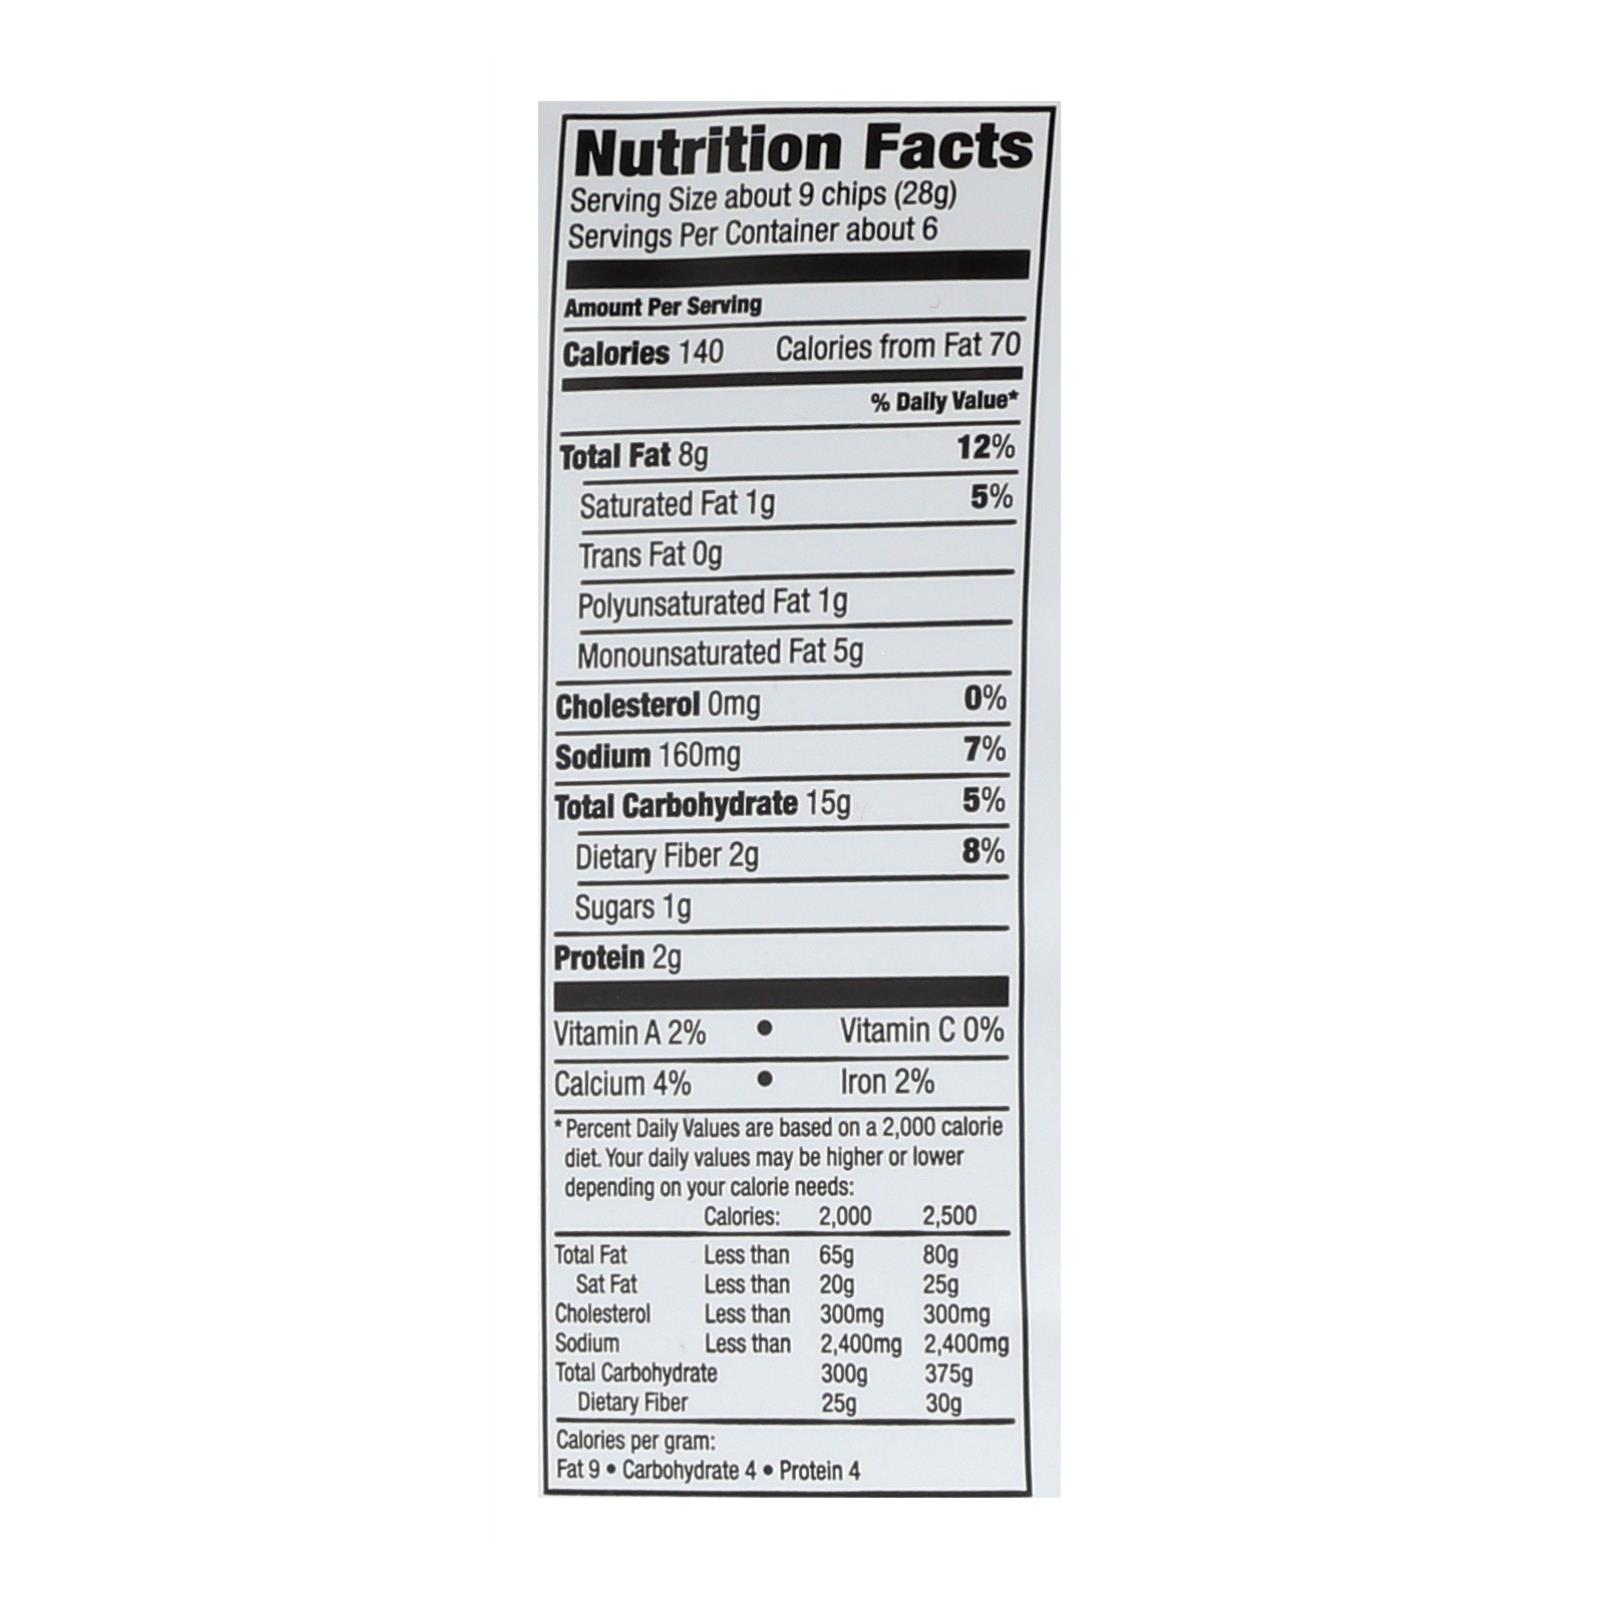 Nutrition Facts
Serving Size about 9 chips (28g)
Servings Per Container about 6
Amount Per Serving
Calories 140 Calories from Fat 70
% Daily Value*
Total Fat 8g 12%
Saturated Fat 1g 5%
Trans Fat 0g
Polyunsaturated Fat 1g
Monounsaturated Fat 5g
Cholesterol 0mg 0%
Sodium 160mg 7%
Total Carbohydrate 15g 5%
Dietary Fiber 2g 8%
Sugars 1g
Protein 2g
Vitamin A 2% • Vitamin C 0%
Calcium 4% • Iron 2%
*Percent Daily Values are based on a 2,000 calorie
diet. Your daily values may be higher or lower
depending on your calorie needs:
Calories: 2,000 2,500
Total Fat Less than 65g 80g
Sat Fat Less than 20g 25g
Cholesterol Less than 300mg 300mg
Sodium Less than 2,400mg 2,400mg
Total Carbohydrate 300g 375g
Dietary Fiber 25g 30g
Calories per gram:
Fat 9 • Carbohydrate 4 • Protein 4